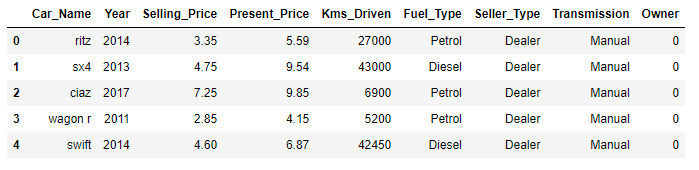 Car_Name Year Selling_Price Present_Price Kms_Driven Fuel_Type Seller_Type Transmission Owner
0 ritz 2014 3.35 5.59 27000 Petrol Dealer Manual 0
1 sx4 2013 4.75 9.54 43000 Diesel Dealer Manual 0
2 ciaz 2017 7.25 9.85 6900 Petrol Dealer Manual 0
3 wagon r 2011 2.85 4.15 5200 Petrol Dealer Manual 0
4 swift 2014 4.60 6.87 42450 Diesel Dealer Manual 0